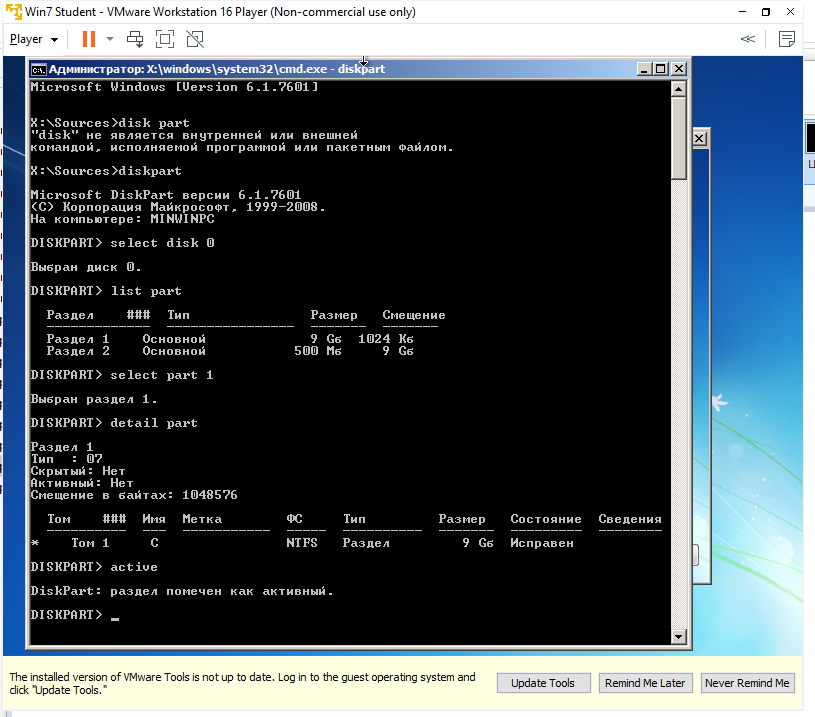 Win7 Student - VMware Workstation 16 Player (Non-commercial use only)
Player
Администратор: X:\windows\system32\cmd.exe - diskpart
Microsoft Windows [Version 6.1.7601]
X:\Sources>disk part
"disk" не является внутренней или внешней
командой, исполняемой программой или пакетным файлом.
X:\Sources>diskpart
Microsoft DiskPart версии 6.1.7601
(C) Корпорация Майкрософт, 1999-2008.
На компьютере: MINWINPC
DISKPART> select disk 0
Выбран диск 0.
DISKPART> list part
Раздел ### Тип Размер Смещение
------------- ---------------- ------- -------
Раздел 1 Основной 9 Gб 1024 Kб
Раздел 2 Основной 500 Mб 9 Gб
DISKPART> select part 1
Выбран раздел 1.
DISKPART> detail part
Раздел 1
Тип : 07
Скрытый: Нет
Активный: Нет
Смещение в байтах: 1048576
Том ### Имя Метка ФС Тип Размер Состояние Сведения
---------- --- ----------- ----- ---------- ------- --------- --------
* Том 1 C NTFS Раздел 9 Gб Исправен
DISKPART> active
DiskPart: раздел помечен как активный.
DISKPART> _
The installed version of VMware Tools is not up to date. Log in to the guest operating system and
click "Update Tools."
Update Tools
Remind Me Later
Never Remind Me